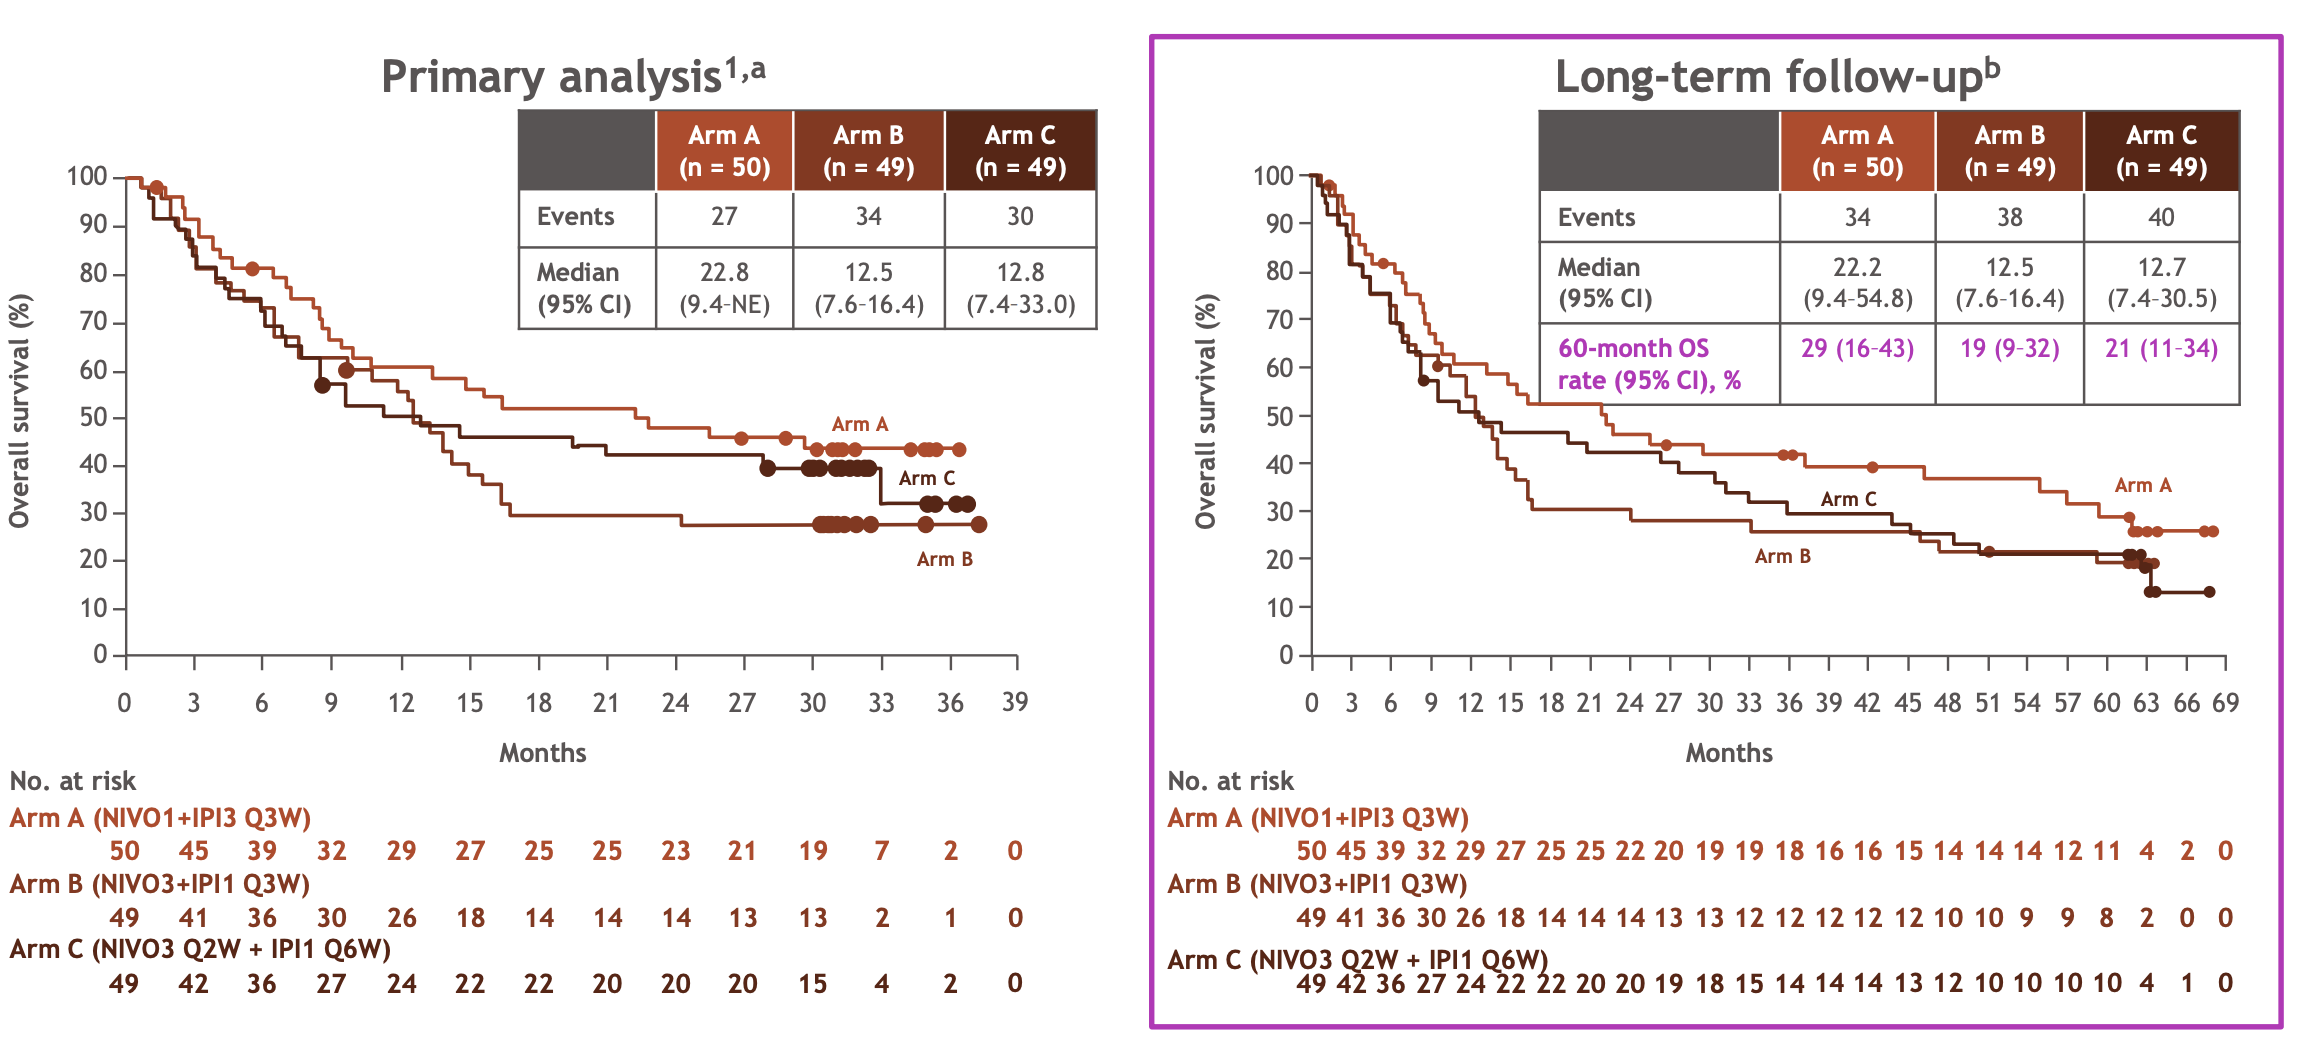 Primary analysis1,a
Arm A Arm B Arm C
(n = 50) (n = 49) (n = 49)
Events 27 34 30
Median 22.8 12.5 12.8
(95% CI) (9.4–NE) (7.6–16.4) (7.4–33.0)
Overall survival (%)
100
90
80
70
60
50
40
30
20
10
0
Arm A
Arm C
Arm B
0 3 6 9 12 15 18 21 24 27 30 33 36 39
Months
No. at risk
Arm A (NIVO1+IPI3 Q3W)
50 45 39 32 29 27 25 25 23 21 19 7 2 0
Arm B (NIVO3+IPI1 Q3W)
49 41 36 30 26 18 14 14 14 13 13 2 1 0
Arm C (NIVO3 Q2W + IPI1 Q6W)
49 42 36 27 24 22 22 20 20 20 15 4 2 0
Long-term follow-upb
Arm A Arm B Arm C
(n = 50) (n = 49) (n = 49)
Events 34 38 40
Median 22.2 12.5 12.7
(95% CI) (9.4–54.8) (7.6–16.4) (7.4–30.5)
60-month OS 29 (16–43) 19 (9–32) 21 (11–34)
rate (95% CI), %
Overall survival (%)
100
90
80
70
60
50
40
30
20
10
0
Arm A
Arm C
Arm B
0 3 6 9 12 15 18 21 24 27 30 33 36 39 42 45 48 51 54 57 60 63 66 69
Months
No. at risk
Arm A (NIVO1+IPI3 Q3W)
50 45 39 32 29 27 25 25 22 20 19 19 18 16 16 15 14 14 14 12 11 4 2 0
Arm B (NIVO3+IPI1 Q3W)
49 41 36 30 26 18 14 14 14 13 13 12 12 12 12 12 10 10 9 9 8 2 0 0
Arm C (NIVO3 Q2W + IPI1 Q6W)
49 42 36 27 24 22 22 20 20 19 18 15 14 14 14 13 12 10 10 10 10 4 1 0